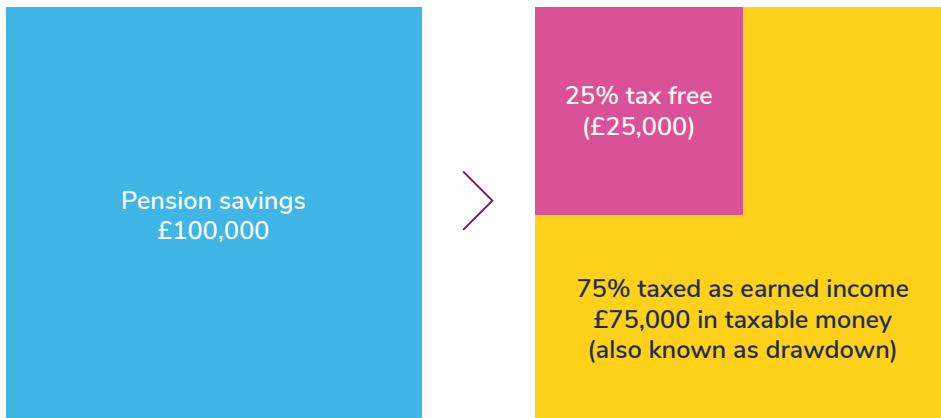 Pension savings
£100,000
25% tax free
(£25,000)
75% taxed as earned income
£75,000 in taxable money
(also known as drawdown)